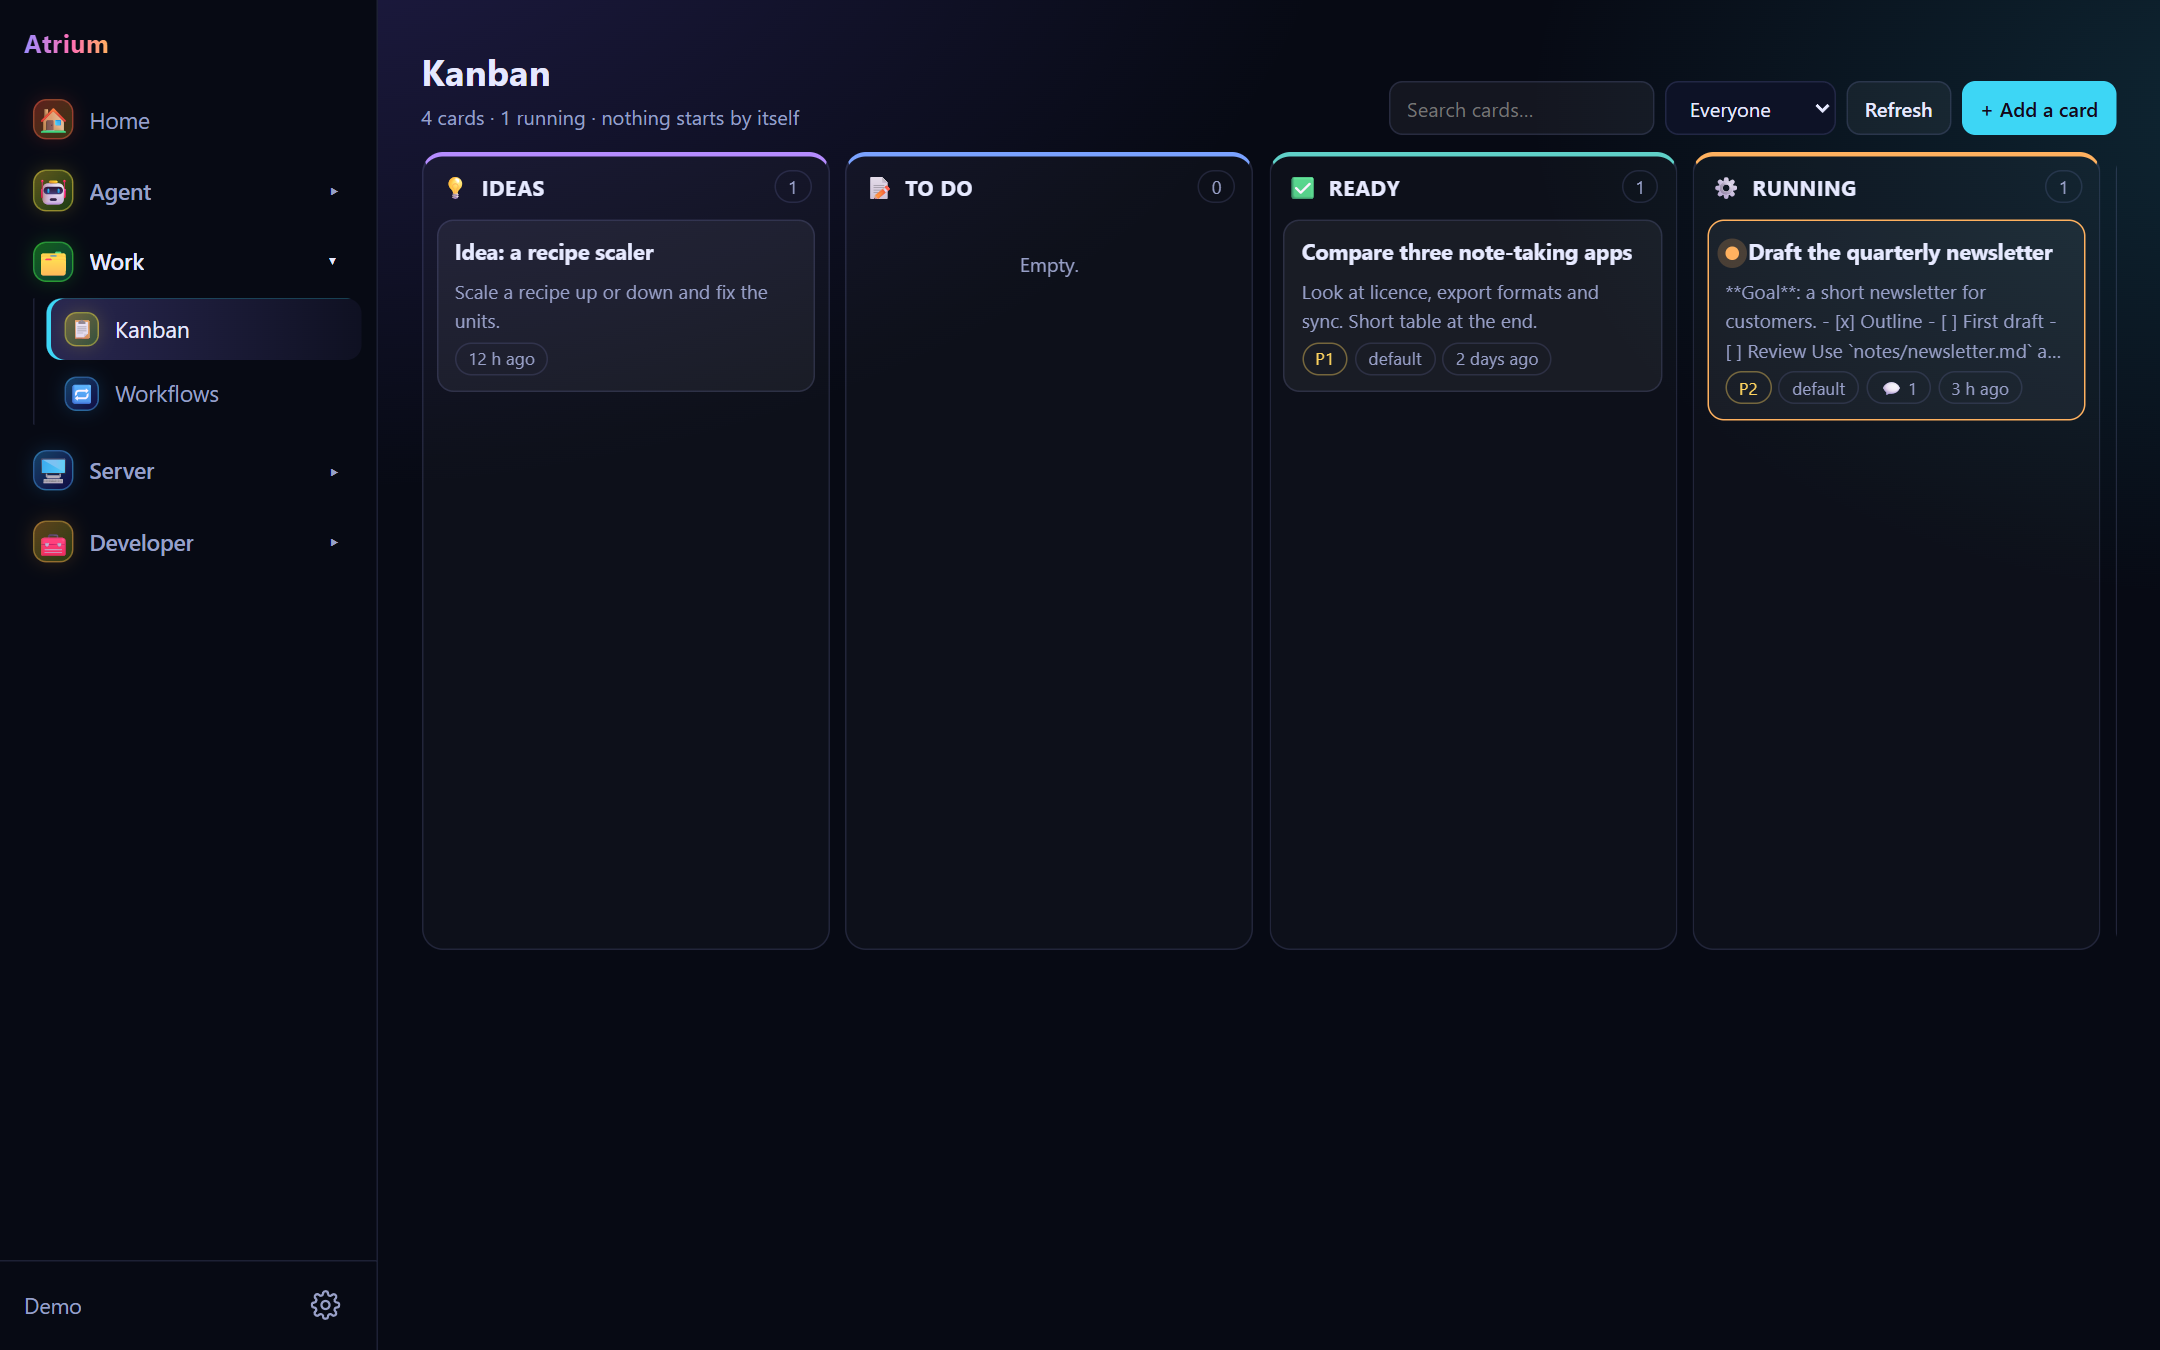 Atrium
Home
Agent
Work
Kanban
Workflows
Server
Developer
Demo
Kanban
4 cards · 1 running · nothing starts by itself
Search cards...
Everyone
Refresh
+ Add a card
IDEAS
1
Idea: a recipe scaler
Scale a recipe up or down and fix the
units.
12 h ago
TO DO
0
Empty.
READY
1
Compare three note-taking apps
Look at licence, export formats and
sync. Short table at the end.
P1
default
2 days ago
RUNNING
1
Draft the quarterly newsletter
**Goal**: a short newsletter for
customers. - [x] Outline - [ ] First draft -
[ ] Review Use `notes/newsletter.md` a...
P2
default
1
3 h ago